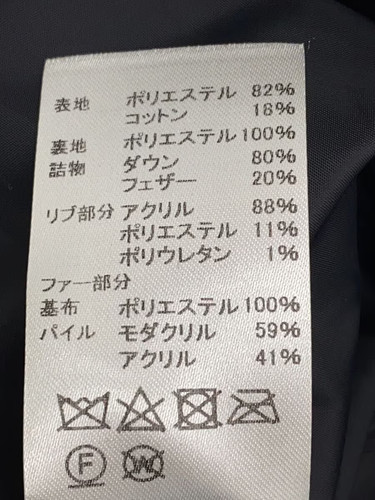 表地 ポリエステル 82%
コットン 18%
裏地 ポリエステル 100%
詰物 ダウン 80%
フェザー 20%
リブ部分 アクリル 88%
ポリエステル 11%
ポリウレタン 1%
ファー部分
基布 ポリエステル 100%
パイル モダクリル 59%
アクリル 41%
F W